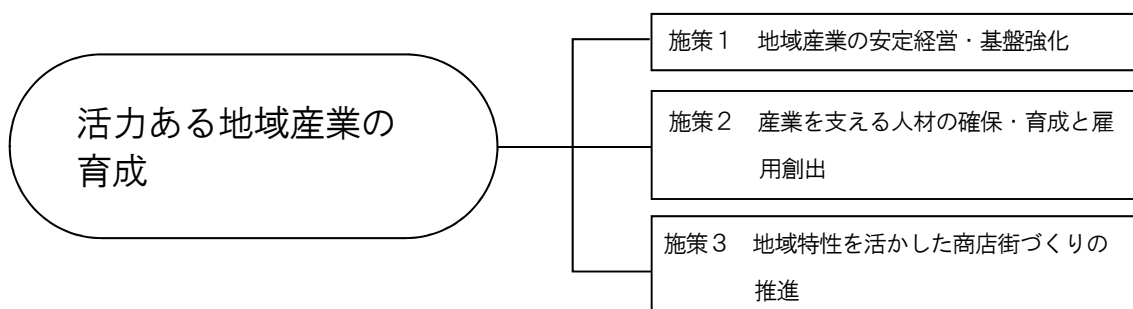 活力ある地域産業の
育成
施策１　地域産業の安定経営・基盤強化
施策２　産業を支える人材の確保・育成と雇
用創出
施策３　地域特性を活かした商店街づくりの
推進